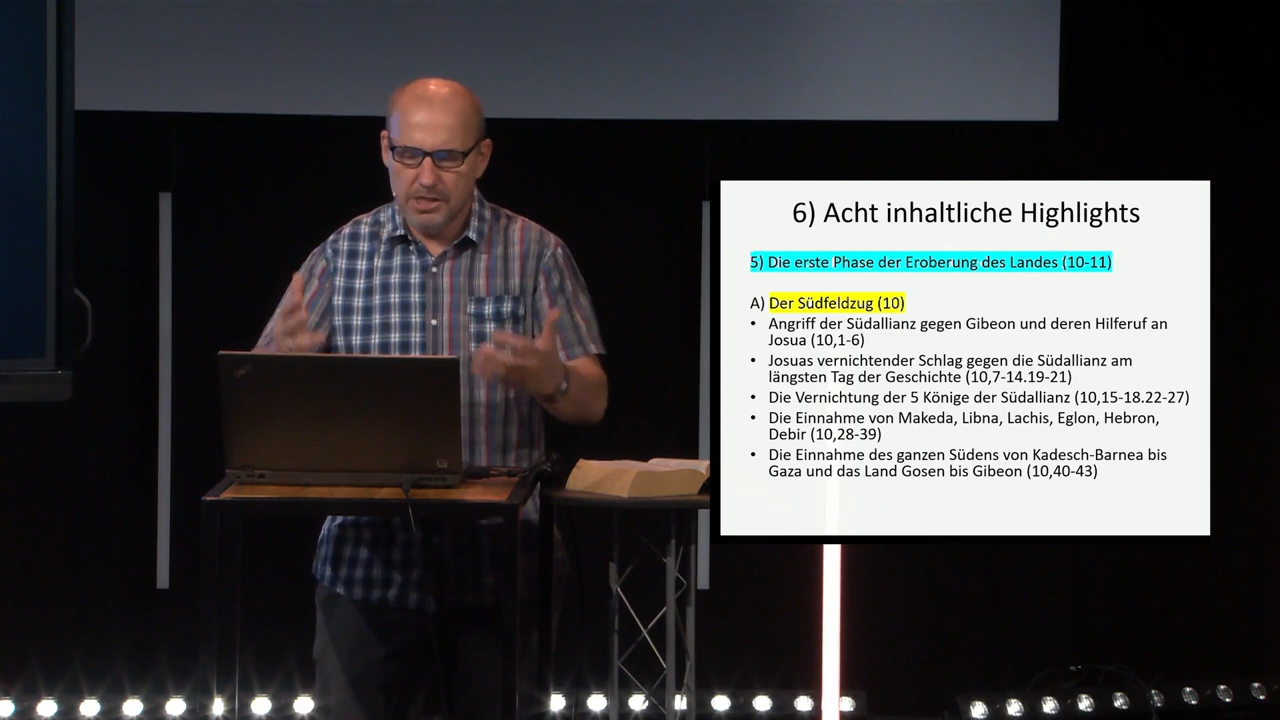 6) Acht inhaltliche Highlights
5) Die erste Phase der Eroberung des Landes (10-11)
A) Der Südfeldzug (10)
• Angriff der Südallianz gegen Gibeon und deren Hilferuf an
Josua (10,1-6)
• Josuas vernichtender Schlag gegen die Südallianz am
längsten Tag der Geschichte (10,7-14.19-21)
• Die Vernichtung der 5 Könige der Südallianz (10,15-18.22-27)
• Die Einnahme von Makeda, Libna, Lachis, Eglon, Hebron,
Debir (10,28-39)
• Die Einnahme des ganzen Südens von Kadesch-Barnea bis
Gaza und das Land Gosen bis Gibeon (10,40-43)